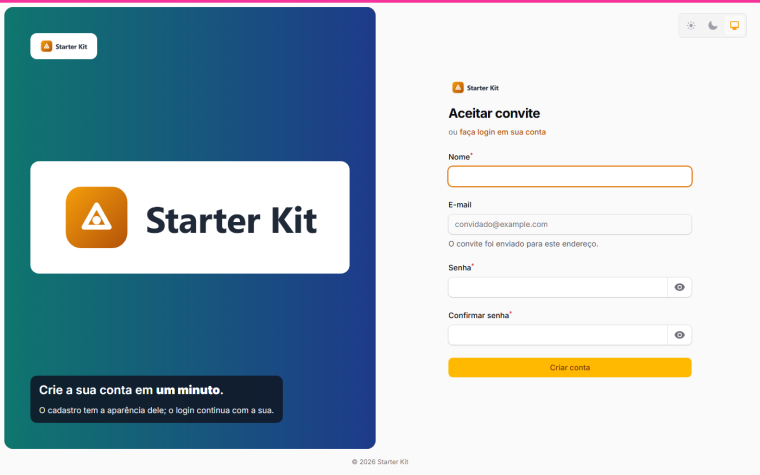 Starter Kit
Starter Kit
Crie a sua conta em um minuto.
O cadastro tem a aparência dele; o login continua com a sua.
Starter Kit
Aceitar convite
ou faça login em sua conta
Nome*
E-mail
convidado@example.com
O convite foi enviado para este endereço.
Senha*
Confirmar senha*
Criar conta
© 2026 Starter Kit